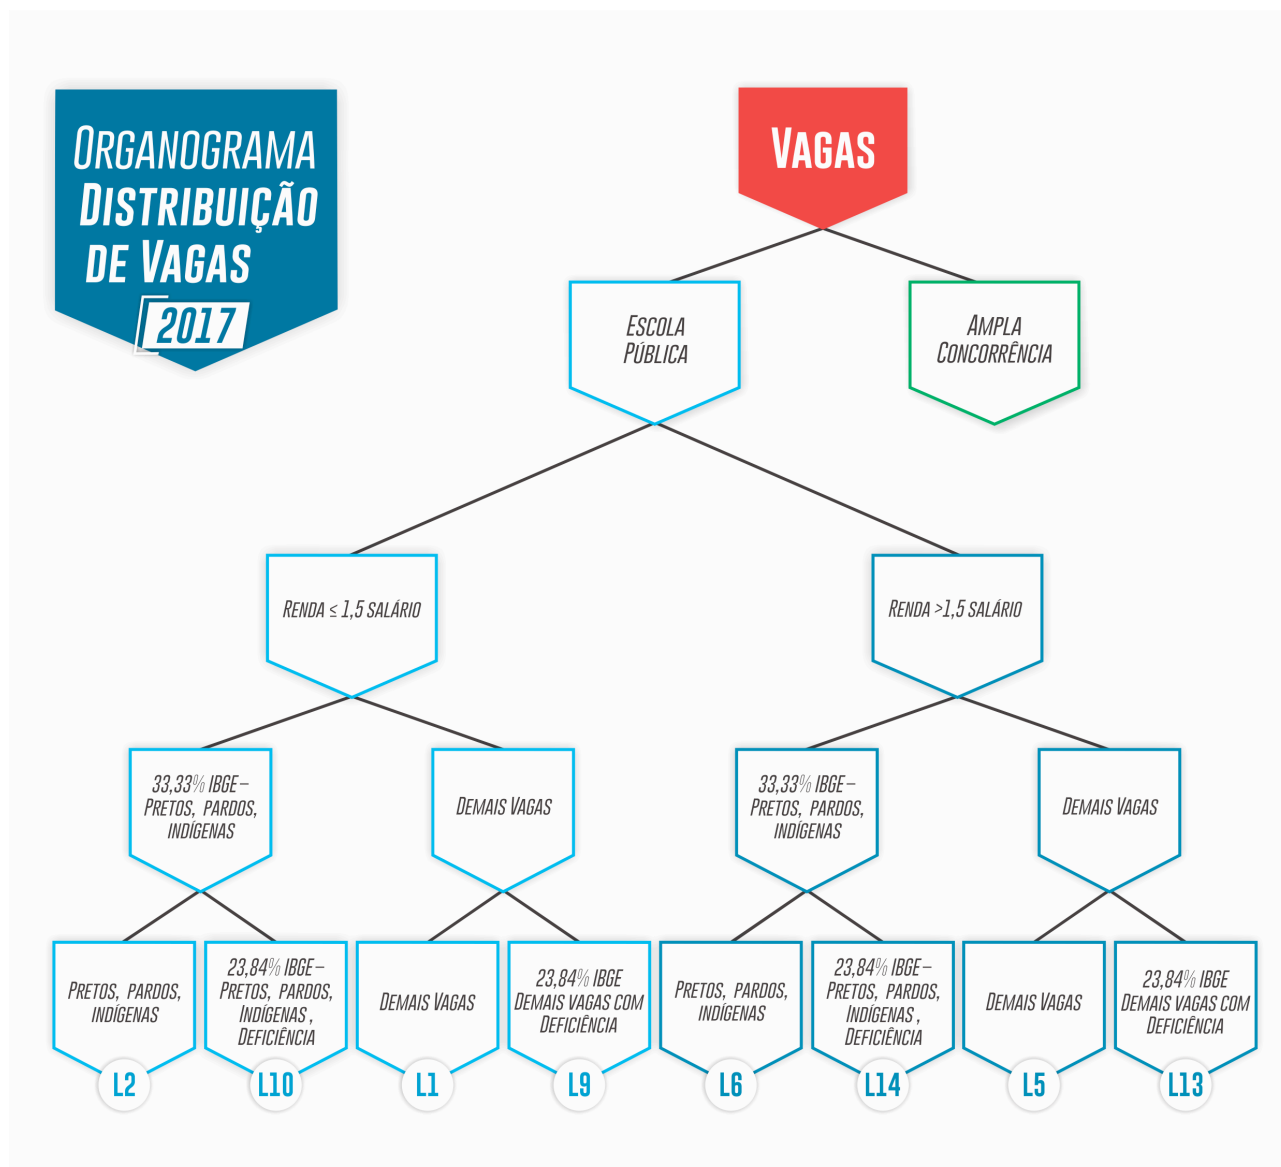 Organograma
Distribuição
de Vagas
2017
Vagas
Escola
Pública
Ampla
Concorrência
Renda ≤ 1,5 salário
Renda >1,5 salário
33,33% IBGE –
Pretos, pardos,
indígenas
Demais Vagas
33,33% IBGE –
Pretos, pardos,
indígenas
Demais Vagas
Pretos, pardos,
indígenas
L2
23,84% IBGE –
Pretos, pardos,
Indígenas ,
Deficiência
L10
Demais Vagas
L1
23,84% IBGE
Demais vagas com
Deficiência
L9
Pretos, pardos,
indígenas
L6
23,84% IBGE –
Pretos, pardos,
Indígenas ,
Deficiência
L14
Demais Vagas
L5
23,84% IBGE
Demais vagas com
Deficiência
L13